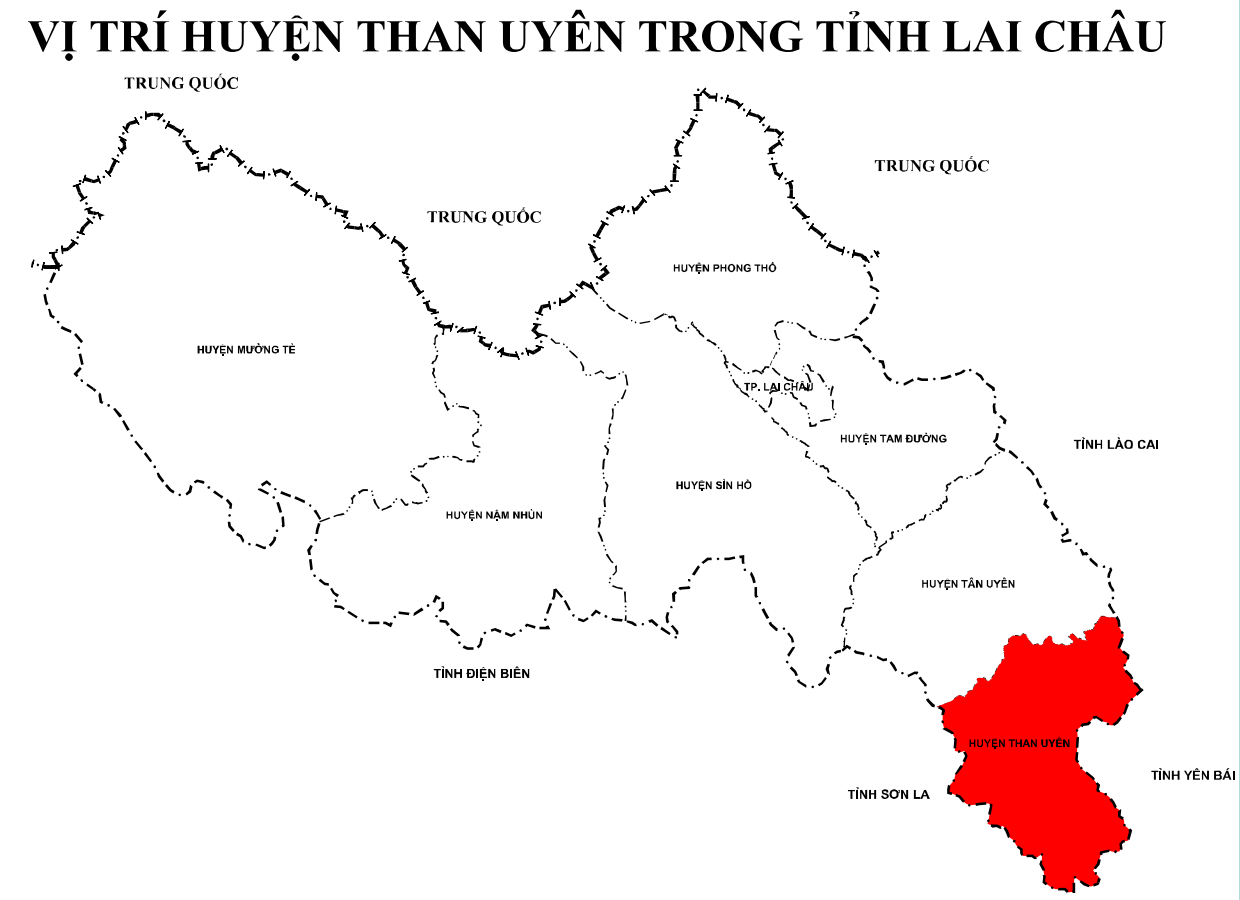 VỊ TRÍ HUYỆN THAN UYÊN TRONG TỈNH LAI CHÂU
TRUNG QUỐC
TRUNG QUỐC
TRUNG QUỐC
HUYỆN PHONG THỔ
HUYỆN MƯỜNG TÈ
TP. LAI CHÂU
HUYỆN TAM ĐƯỜNG
TỈNH LÀO CAI
HUYỆN SÌN HỒ
HUYỆN NẬM NHÙN
HUYỆN TÂN UYÊN
TỈNH ĐIỆN BIÊN
HUYỆN THAN UYÊN
TỈNH YÊN BÁI
TỈNH SƠN LA